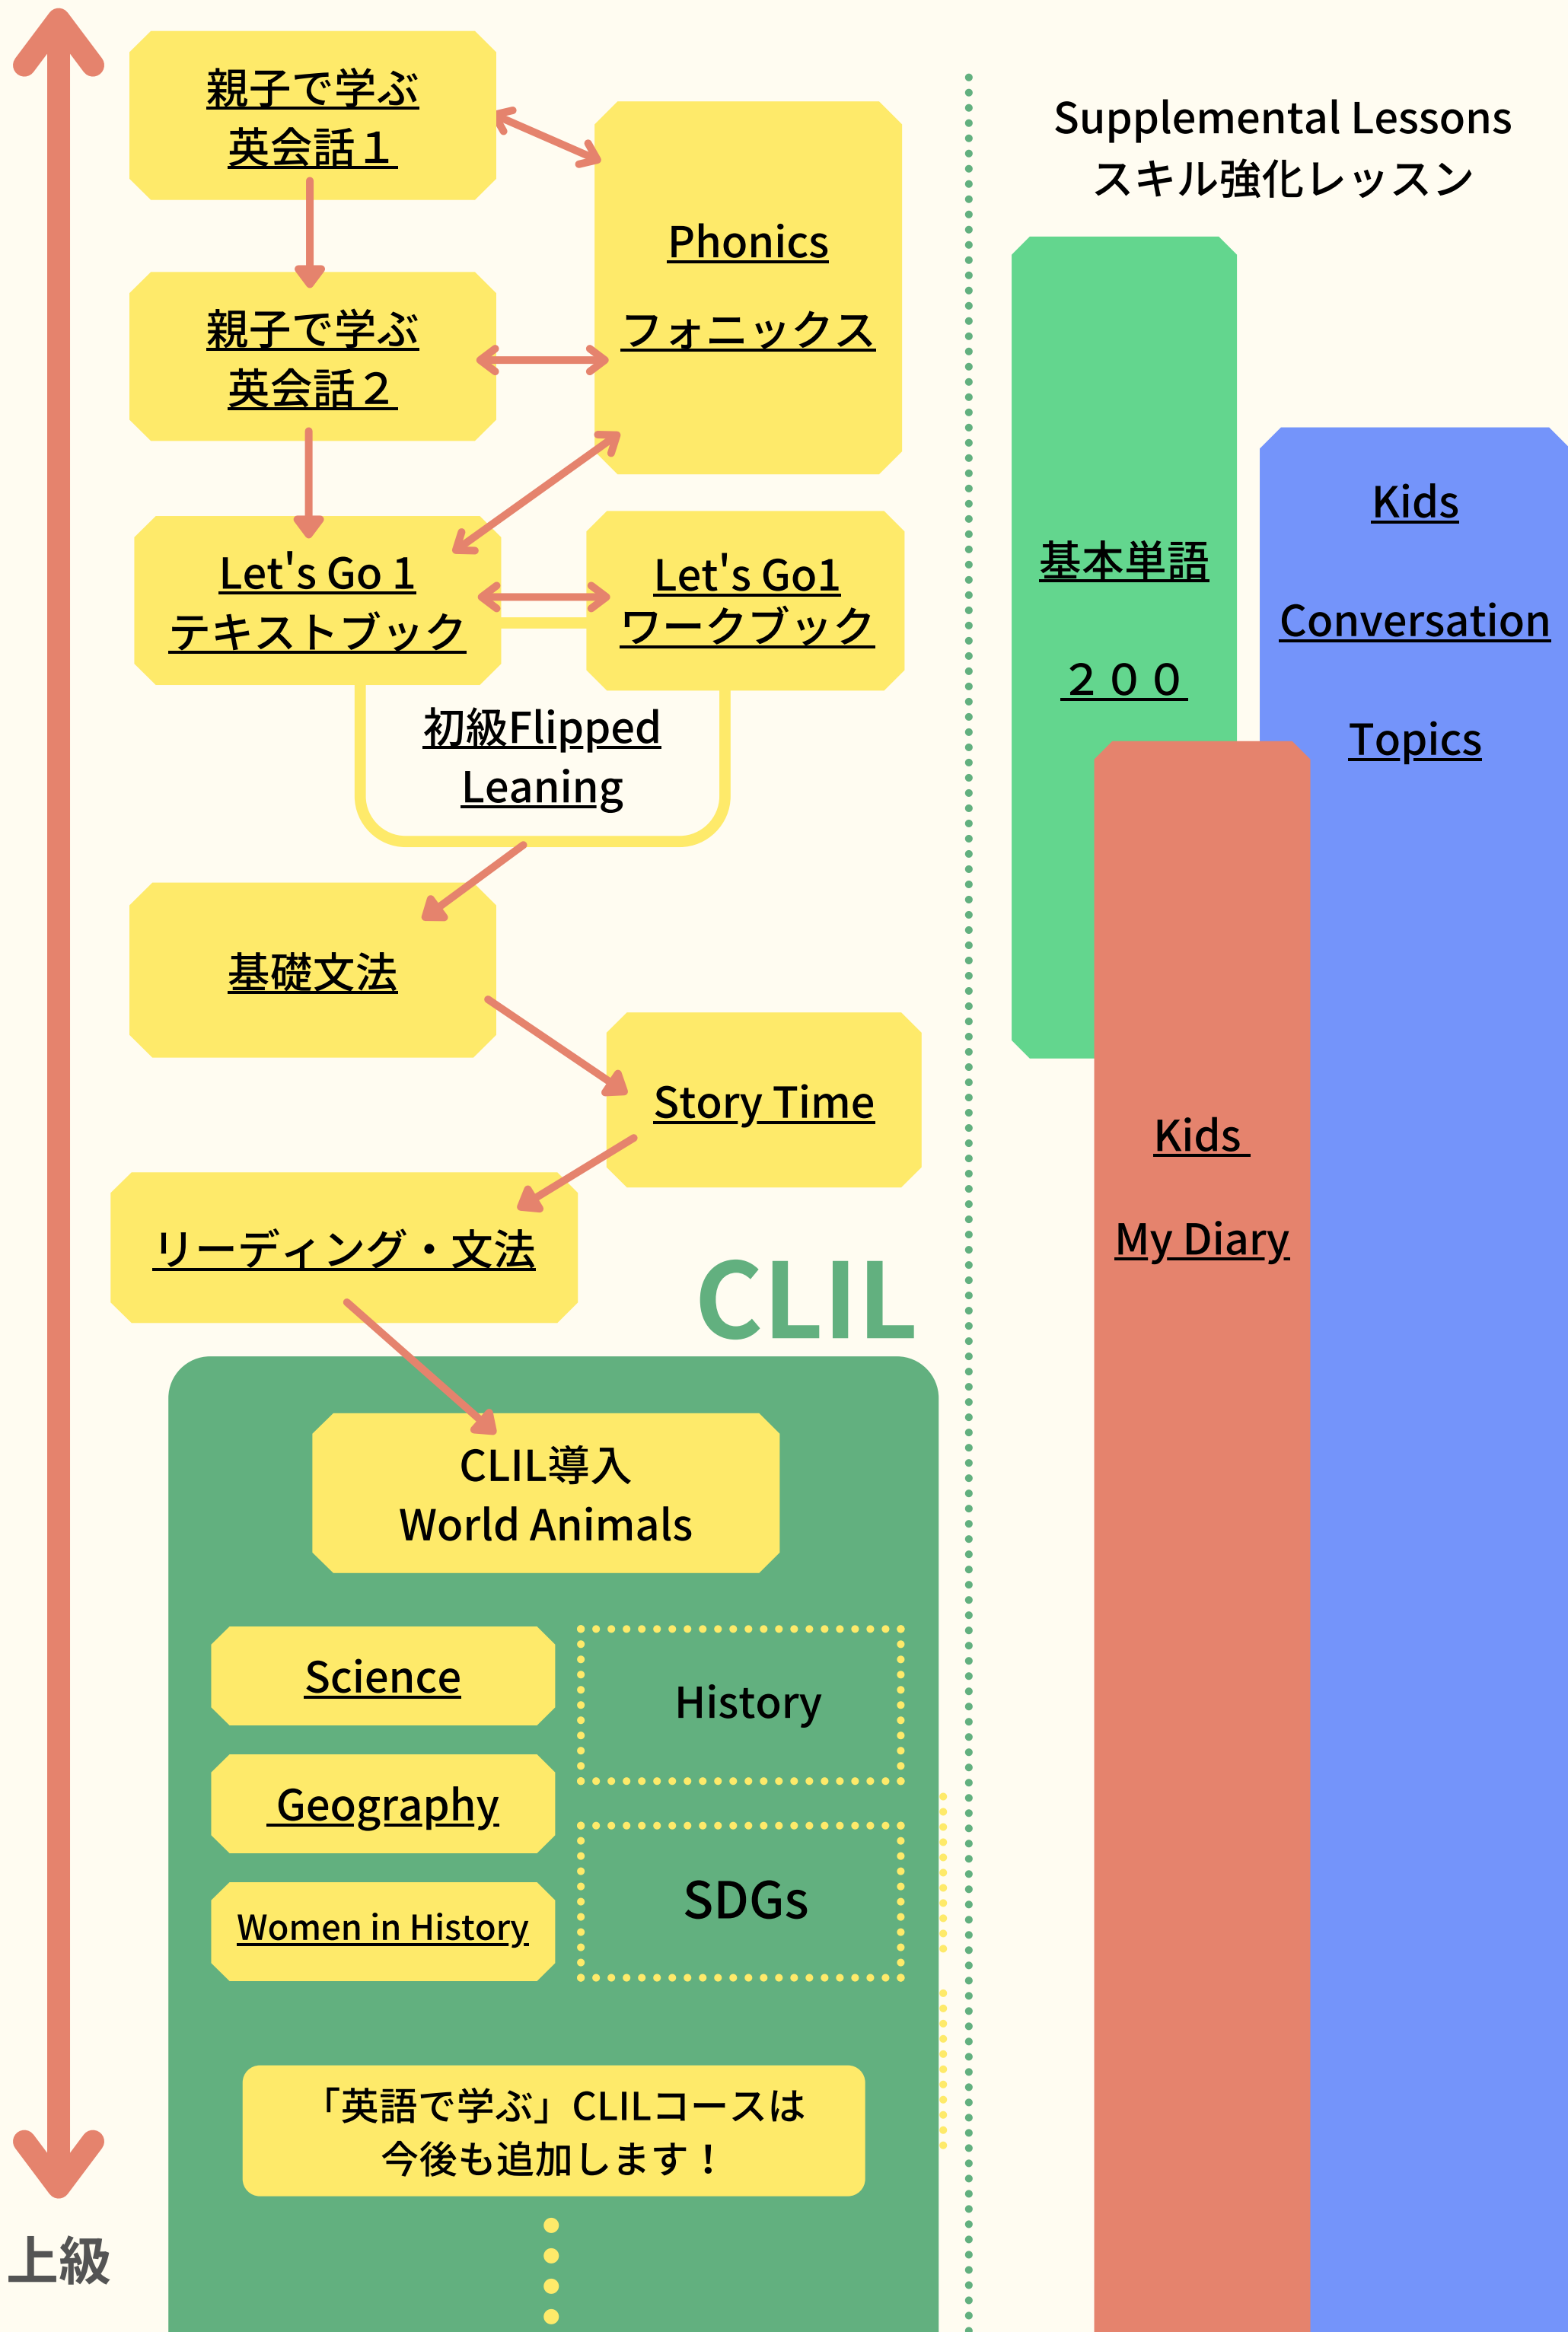 親子で学ぶ
英会話１
Phonics
フォニックス
親子で学ぶ
英会話２
Let's Go 1
テキストブック
Let's Go1
ワークブック
初級Flipped
Leaning
基礎文法
Story Time
リーディング・文法
CLIL
CLIL導入
World Animals
Science
Geography
Women in History
History
SDGs
「英語で学ぶ」CLILコースは
今後も追加します！
上級
Supplemental Lessons
スキル強化レッスン
基本単語
２００
Kids
Conversation
Topics
Kids
My Diary